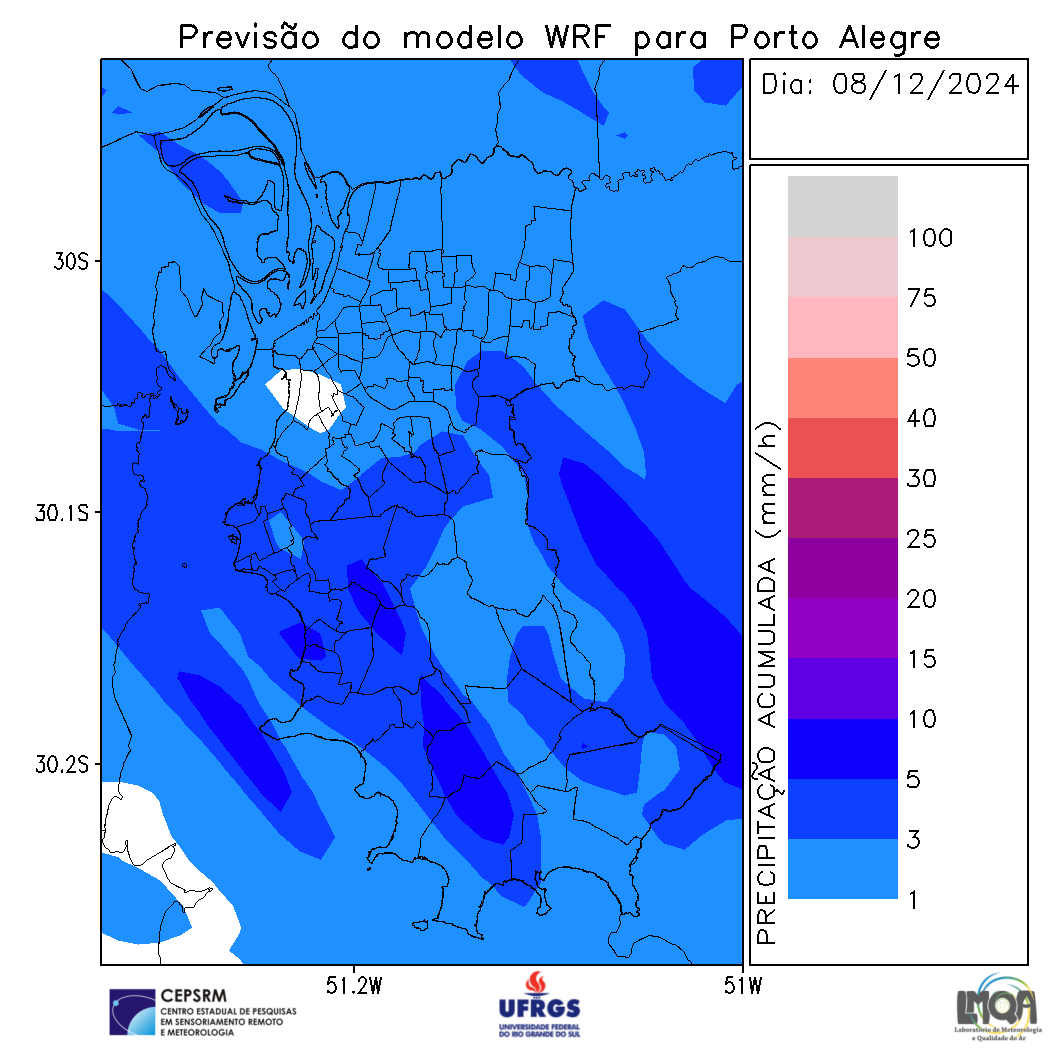 Previsão do modelo WRF para Porto Alegre
Dia: 08/12/2024
30S
30.1S
30.2S
51.2W
51W
PRECIPITAÇÃO ACUMULADA (mm/h)
100
75
50
40
30
25
20
15
10
5
3
1
CEPSRM
CENTRO ESTADUAL DE PESQUISAS
EM SENSORIAMENTO REMOTO
E METEOROLOGIA
UFRGS
UNIVERSIDADE FEDERAL
DO RIO GRANDE DO SUL
LMQA
Laboratório de Meteorologia
e Qualidade do Ar